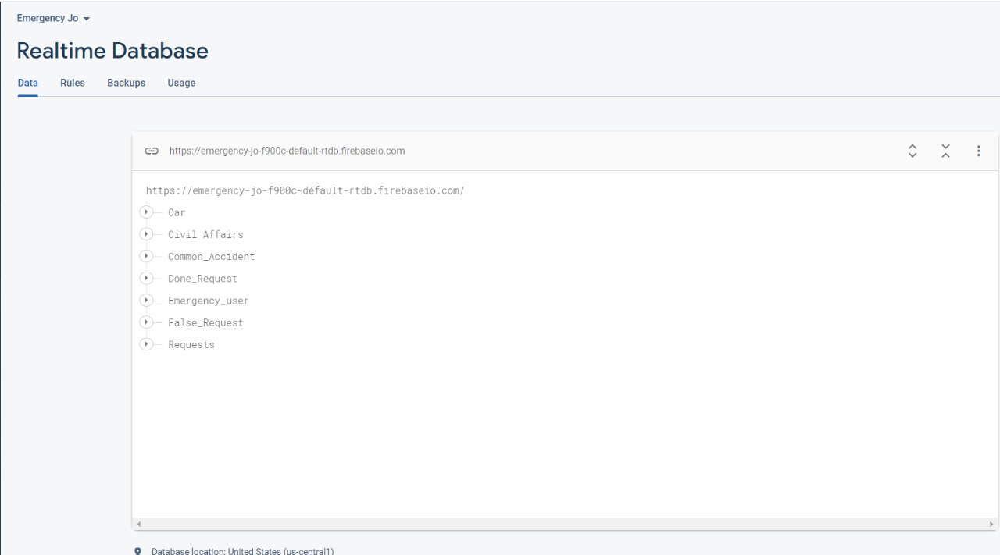 Emergency Jo
Realtime Database
Data Rules Backups Usage
https://emergency-jo-f900c-default-rtdb.firebaseio.com
https://emergency-jo-f900c-default-rtdb.firebaseio.com/
Car
Civil Affairs
Common_Accident
Done_Request
Emergency_user
False_Request
Requests
Database location: United States (us-central1)